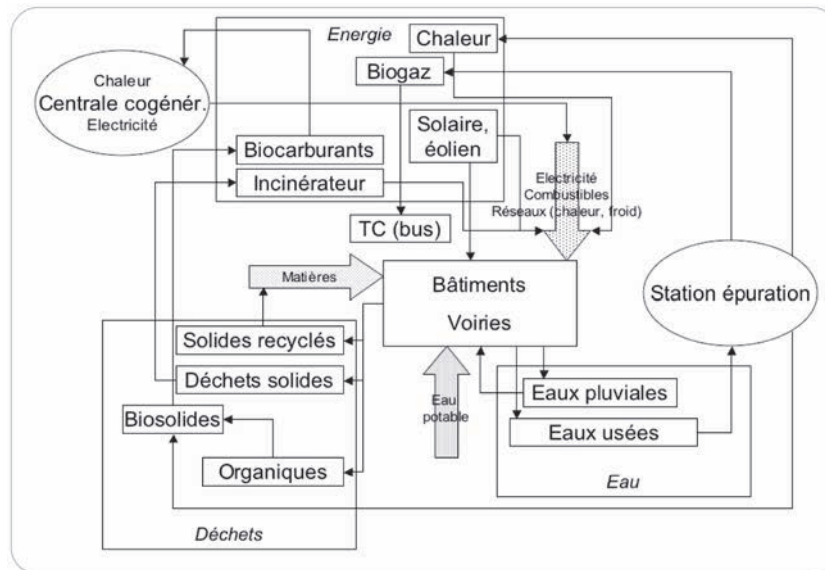 Energie
Chaleur
Biogaz
Chaleur
Centrale cogénér.
Electricité
Solaire,
éolien
Biocarburants
Incinérateur
Electricité
Combustibles
Réseaux (chaleur, froid)
TC (bus)
Matières
Bâtiments
Voiries
Station épuration
Solides recyclés
Déchets solides
Biosolides
Organiques
Déchets
Eau
potable
Eaux pluviales
Eaux usées
Eau